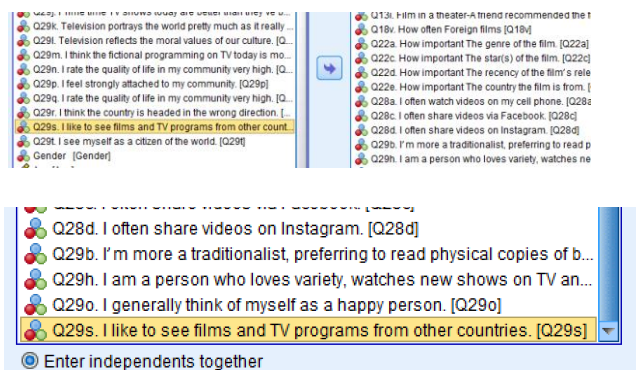 Q29j. Prime time TV shows today are better than they've b...
Q29k. Television portrays the world pretty much as it really ...
Q29l. Television reflects the moral values of our culture. [Q...
Q29m. I think the fictional programming on TV today is mo...
Q29n. I rate the quality of life in my community very high. [Q...
Q29p. I feel strongly attached to my community. [Q29p]
Q29q. I rate the quality of life in my community very high. [Q...
Q29r. I think the country is headed in the wrong direction. [...
Q29s. I like to see films and TV programs from other count...
Q29t. I see myself as a citizen of the world. [Q29t]
Gender [Gender]
Q13l. Film in a theater-A friend recommended the f
Q18v. How often Foreign films [Q18v]
Q22a. How important The genre of the film. [Q22a]
Q22c. How important The star(s) of the film. [Q22c]
Q22d. How important The recency of the film's rele
Q22e. How important The country the film is from. [
Q28a. I often watch videos on my cell phone. [Q28a
Q28c. I often share videos via Facebook. [Q28c]
Q28d. I often share videos on Instagram. [Q28d]
Q29b. I'm more a traditionalist, preferring to read p
Q29h. I am a person who loves variety, watches ne
Q28c. I often share videos via Facebook. [Q28c]
Q28d. I often share videos on Instagram. [Q28d]
Q29b. I'm more a traditionalist, preferring to read physical copies of b...
Q29h. I am a person who loves variety, watches new shows on TV an...
Q29o. I generally think of myself as a happy person. [Q29o]
Q29s. I like to see films and TV programs from other countries. [Q29s]
Enter independents together